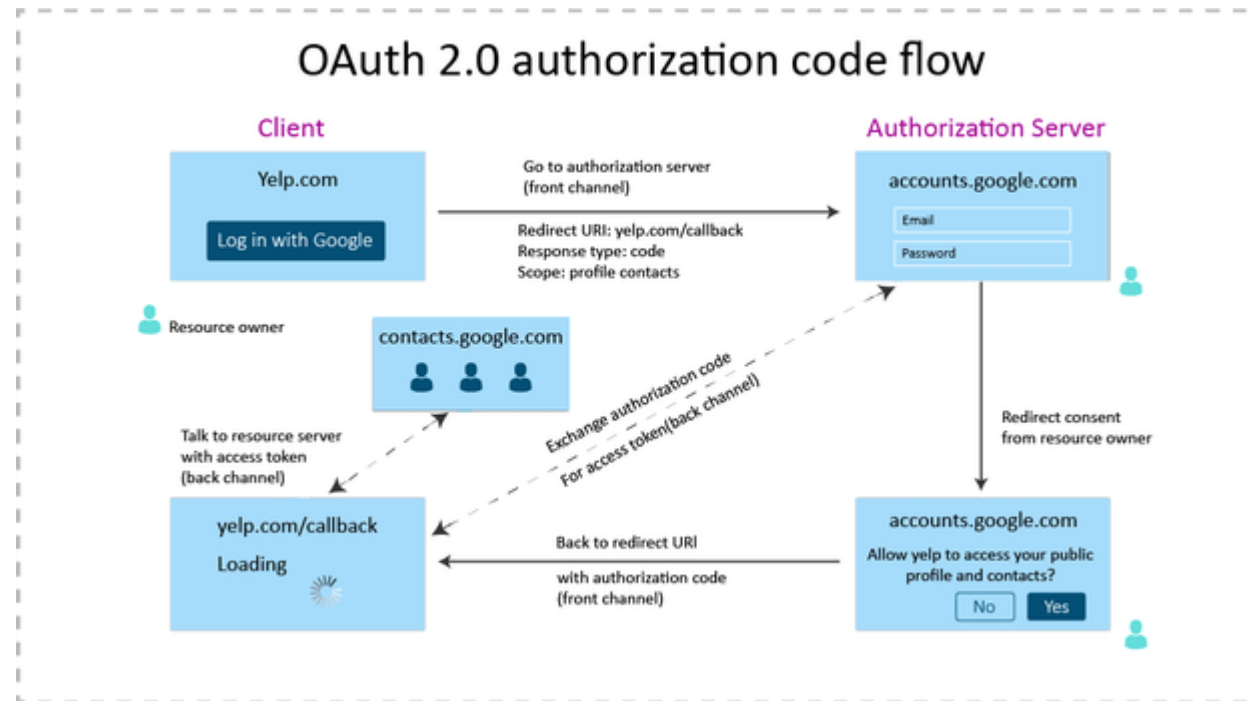 OAuth 2.0 authorization code flow
Client
Authorization Server
Yelp.com
Log in with Google
Go to authorization server
(front channel)
Redirect URI: yelp.com/callback
Response type: code
Scope: profile contacts
accounts.google.com
Email
Password
Resource owner
contacts.google.com
Exchange authorization code
For access token(back channel)
Redirect consent
from resource owner
Talk to resource server
with access token
(back channel)
yelp.com/callback
Loading
Back to redirect URI
with authorization code
(front channel)
accounts.google.com
Allow yelp to access your public
profile and contacts?
No
Yes